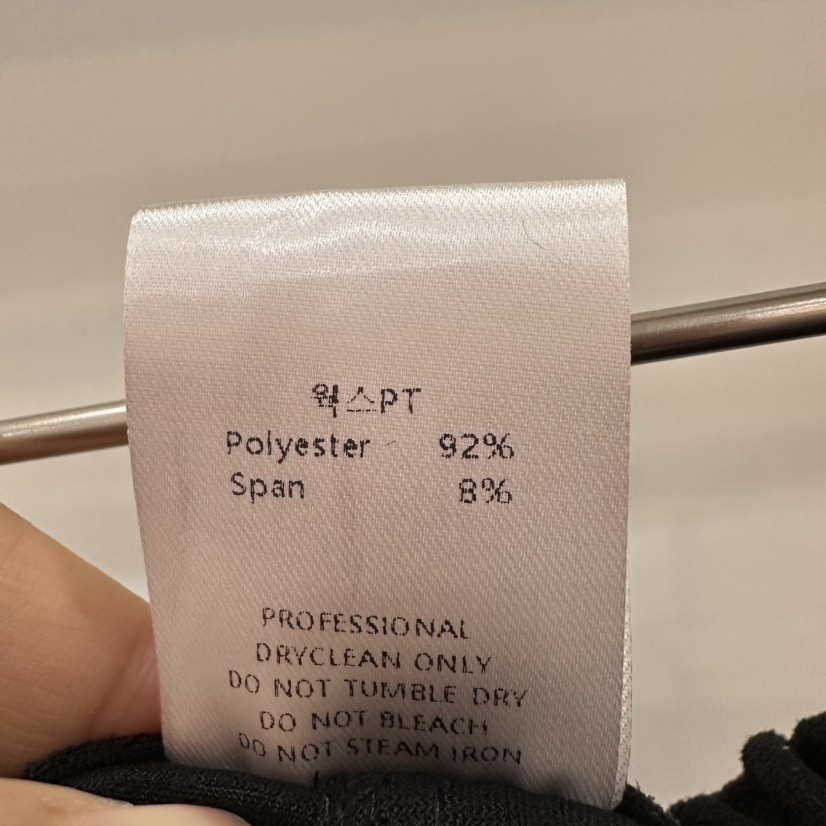 웍스PT
Polyester 92%
Span 8%
PROFESSIONAL
DRYCLEAN ONLY
DO NOT TUMBLE DRY
DO NOT BLEACH
DO NOT STEAM IRON